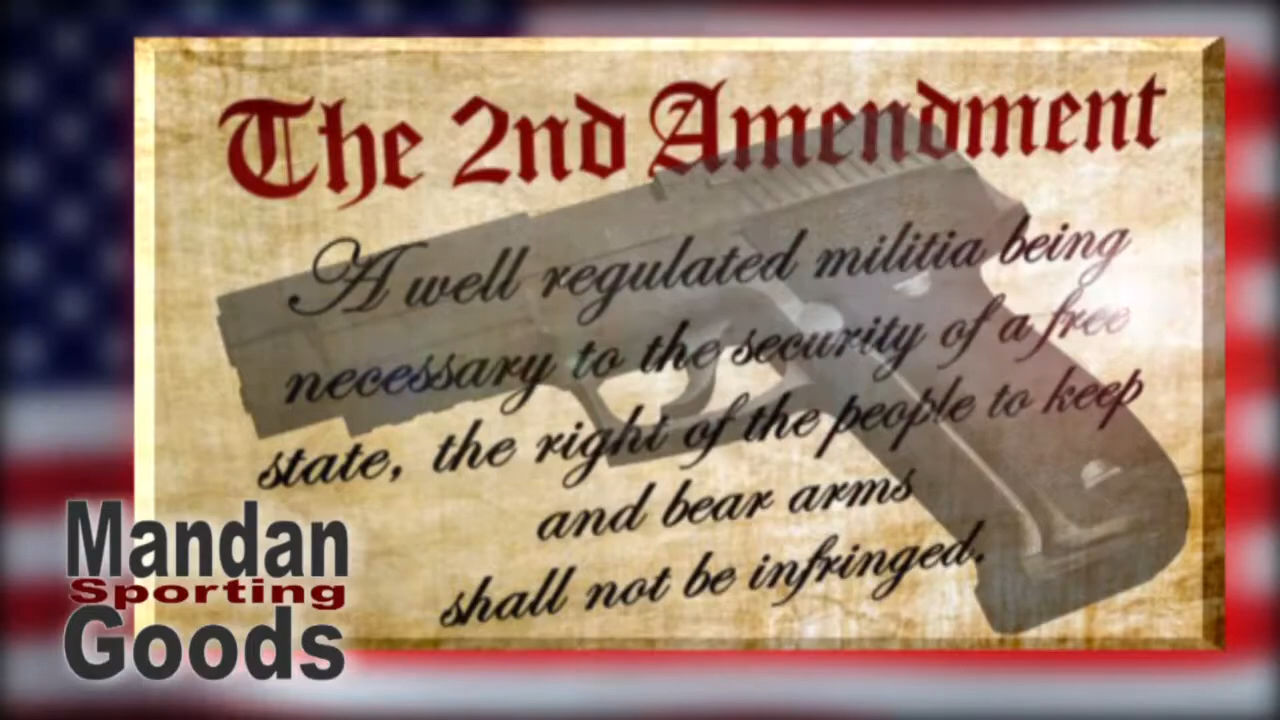 The 2nd Amendment
A well regulated militia being
necessary to the security of a free
state, the right of the people to keep
and bear arms
shall not be infringed.
Mandan
Sporting
Goods